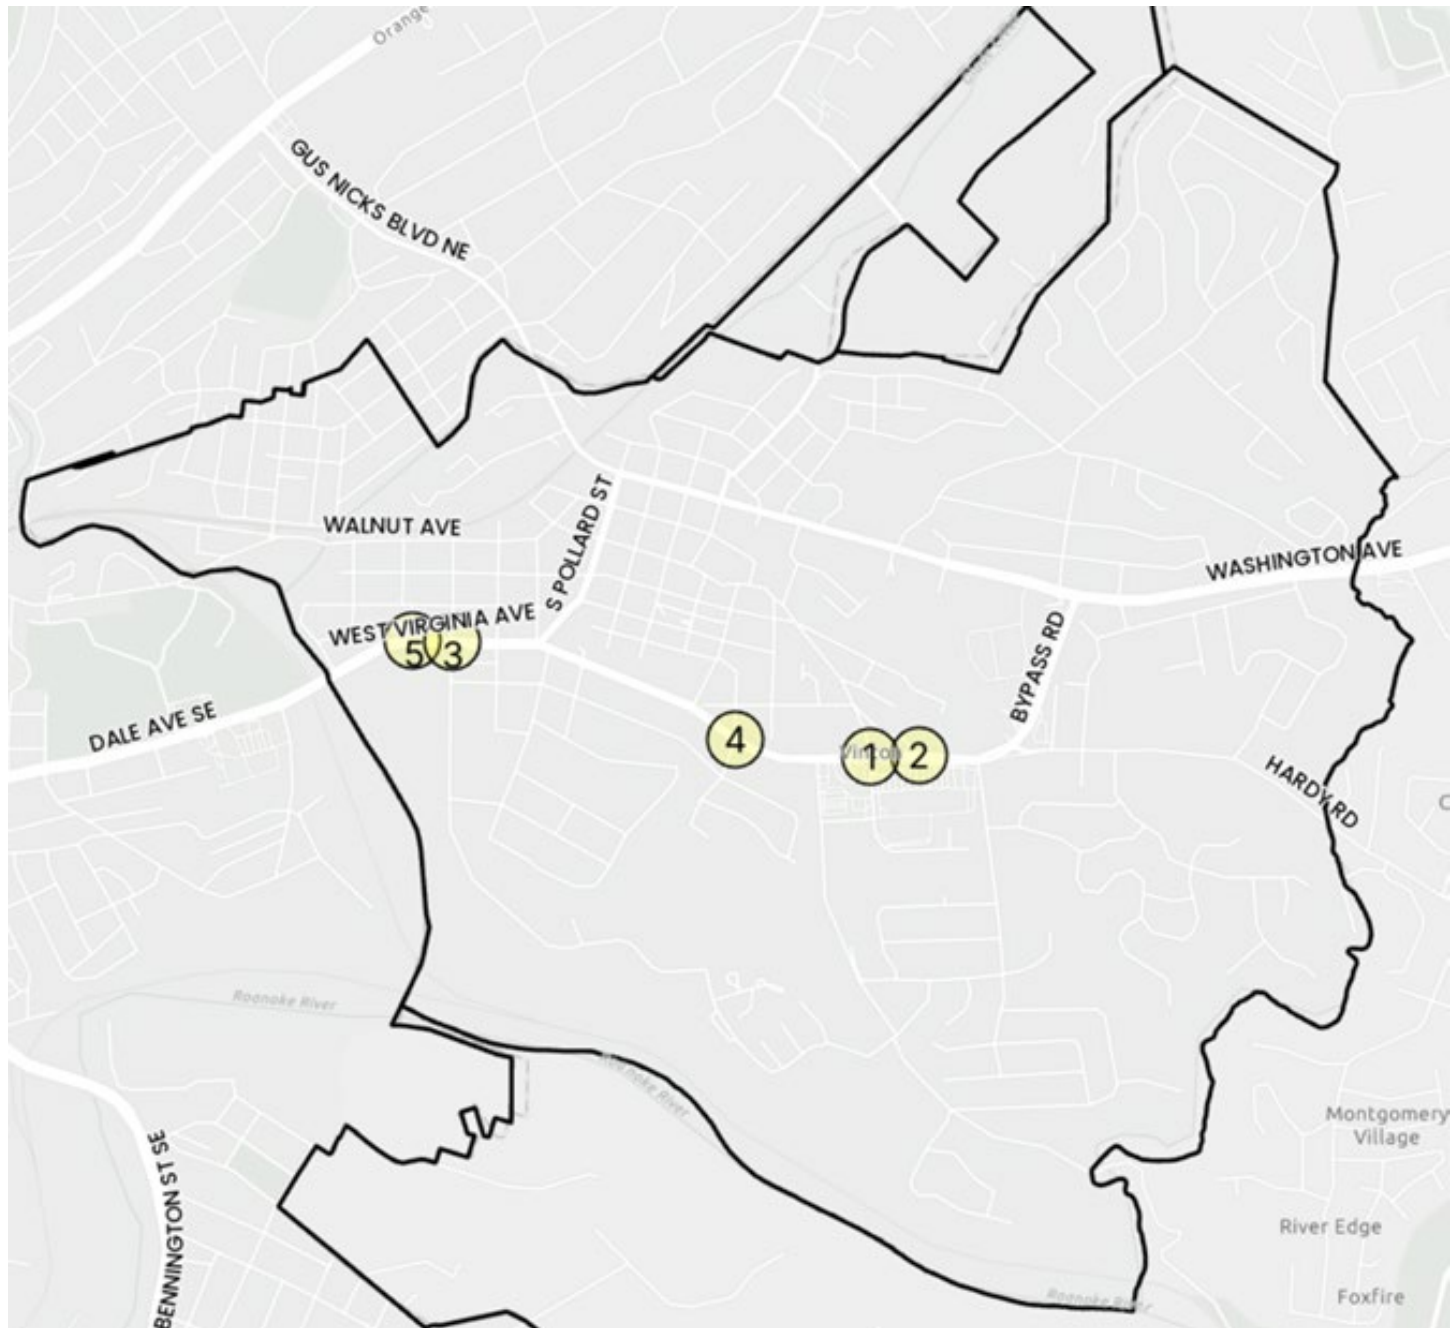 Orange
GUS NICKS BLVD NE
WALNUT AVE
S POLLARD ST
WASHINGTON AVE
WEST VIRGINIA AVE
5
3
BYPASS RD
DALE AVE SE
4
Vinton
1
2
HARDY RD
C
Roanoke River
Roanoke River
Montgomery
Village
BENNINGTON ST SE
River Edge
Foxfire
Roanoke River